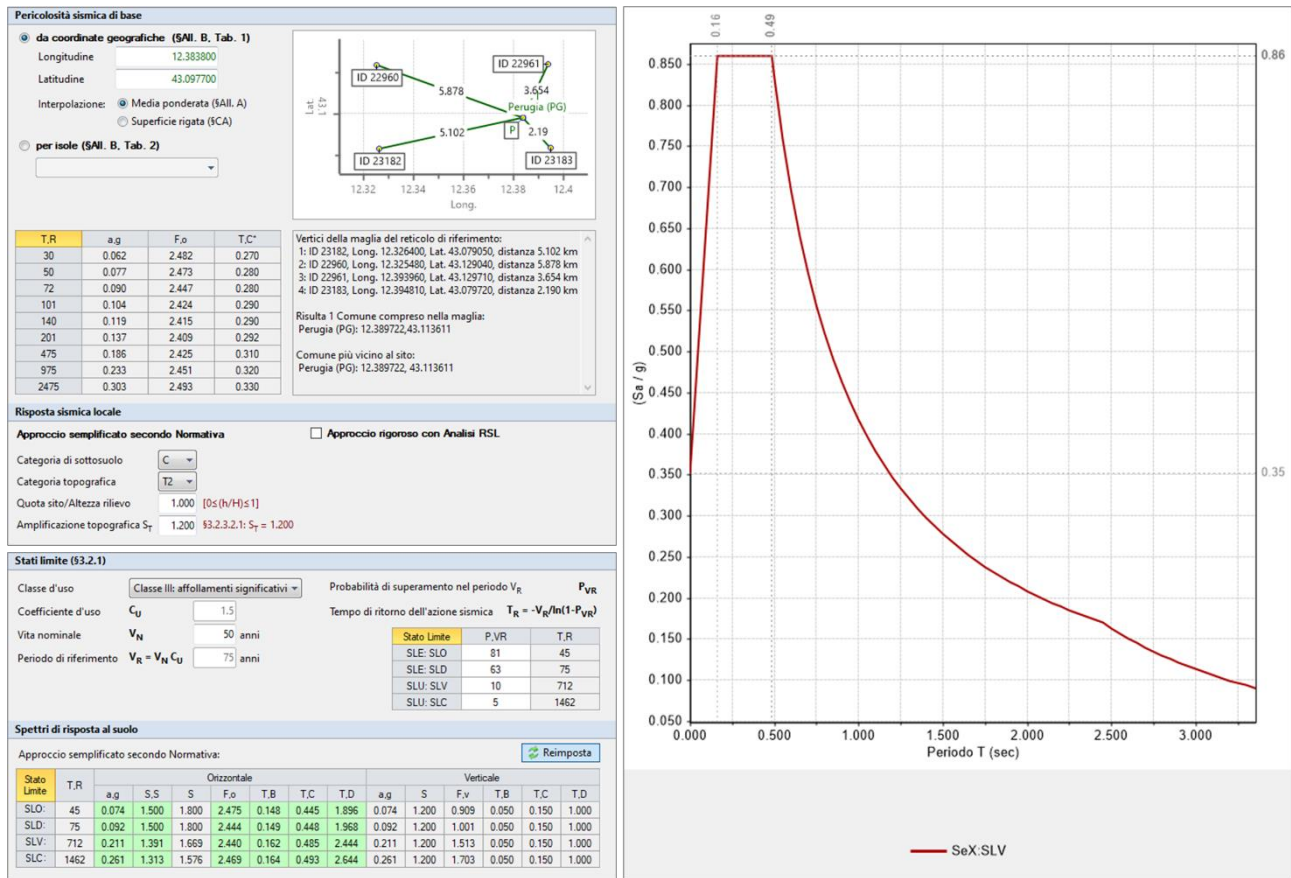 Pericolosità sismica di base
da coordinate geografiche (§All. B, Tab. 1)
Longitudine 12.383800
Latitudine 43.097700
Interpolazione: Media ponderata (§All. A)
Superficie rigata (§CA)
per isole (§All. B, Tab. 2)
ID 22960
ID 22961
5.878
3.654
Perugia (PG)
P
5.102
2.19
ID 23182
ID 23183
Lat.
43.1
12.32 12.34 12.36 12.38 12.4
Long.
T,R a,g F,o T,C*
30 0.062 2.482 0.270
50 0.077 2.473 0.280
72 0.090 2.447 0.280
101 0.104 2.424 0.290
140 0.119 2.415 0.290
201 0.137 2.409 0.292
475 0.186 2.425 0.310
975 0.233 2.451 0.320
2475 0.303 2.493 0.330
Vertici della maglia del reticolo di riferimento:
1: ID 23182, Long. 12.326400, Lat. 43.079050, distanza 5.102 km
2: ID 22960, Long. 12.325480, Lat. 43.129040, distanza 5.878 km
3: ID 22961, Long. 12.393960, Lat. 43.129710, distanza 3.654 km
4: ID 23183, Long. 12.394810, Lat. 43.079720, distanza 2.190 km
Risulta 1 Comune compreso nella maglia:
Perugia (PG): 12.389722,43.113611
Comune più vicino al sito:
Perugia (PG): 12.389722, 43.113611
Risposta sismica locale
Approccio semplificato secondo Normativa
Approccio rigoroso con Analisi RSL
Categoria di sottosuolo C
Categoria topografica T2
Quota sito/Altezza rilievo 1.000 [0≤(h/H)≤1]
Amplificazione topografica ST 1.200 §3.2.3.2.1: ST = 1.200
Stati limite (§3.2.1)
Classe d'uso Classe III: affollamenti significativi
Coefficiente d'uso CU 1.5
Vita nominale VN 50 anni
Periodo di riferimento VR = VN CU 75 anni
Probabilità di superamento nel periodo VR PVR
Tempo di ritorno dell'azione sismica TR = -VR/ln(1-PVR)
Stato Limite P,VR T,R
SLE: SLO 81 45
SLE: SLD 63 75
SLU: SLV 10 712
SLU: SLC 5 1462
Spettri di risposta al suolo
Approccio semplificato secondo Normativa:
Reimposta
Stato Limite T,R Orizzontale Verticale
a,g S,S S F,o T,B T,C T,D a,g S F,v T,B T,C T,D
SLO: 45 0.074 1.500 1.800 2.475 0.148 0.445 1.896 0.074 1.200 0.909 0.050 0.150 1.000
SLD: 75 0.092 1.500 1.800 2.444 0.149 0.448 1.968 0.092 1.200 1.001 0.050 0.150 1.000
SLV: 712 0.211 1.391 1.669 2.440 0.162 0.485 2.444 0.211 1.200 1.513 0.050 0.150 1.000
SLC: 1462 0.261 1.313 1.576 2.469 0.164 0.493 2.644 0.261 1.200 1.703 0.050 0.150 1.000
0.16
0.49
0.86
0.35
0.850
0.800
0.750
0.700
0.650
0.600
0.550
0.500
0.450
0.400
0.350
0.300
0.250
0.200
0.150
0.100
0.050
(Sa / g)
0.000 0.500 1.000 1.500 2.000 2.500 3.000
Periodo T (sec)
SeX:SLV